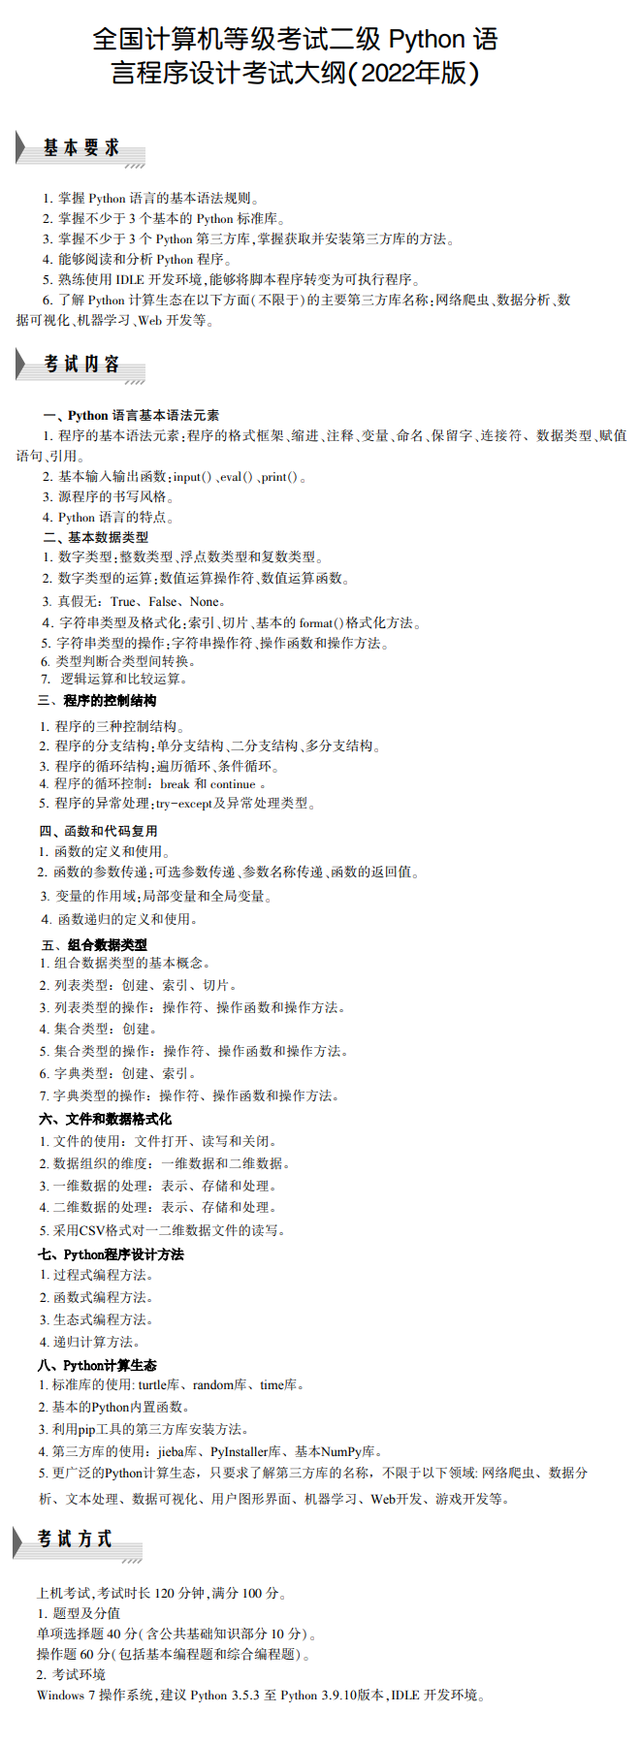 全国计算机等级考试二级 Python 语
言程序设计考试大纲(2022年版)
基本要求
1. 掌握 Python 语言的基本语法规则。
2. 掌握不少于 3 个基本的 Python 标准库。
3. 掌握不少于 3 个 Python 第三方库,掌握获取并安装第三方库的方法。
4. 能够阅读和分析 Python 程序。
5. 熟练使用 IDLE 开发环境,能够将脚本程序转变为可执行程序。
6. 了解 Python 计算生态在以下方面(不限于)的主要第三方库名称:网络爬虫、数据分析、数
据可视化、机器学习、Web 开发等。
考试内容
一、Python 语言基本语法元素
1. 程序的基本语法元素:程序的格式框架、缩进、注释、变量、命名、保留字、连接符、数据类型、赋值
语句、引用。
2. 基本输入输出函数:input()、eval()、print()。
3. 源程序的书写风格。
4. Python 语言的特点。
二、基本数据类型
1. 数字类型:整数类型、浮点数类型和复数类型。
2. 数字类型的运算:数值运算操作符、数值运算函数。
3. 真假无：True、False、None。
4. 字符串类型及格式化:索引、切片、基本的 format()格式化方法。
5. 字符串类型的操作:字符串操作符、操作函数和操作方法。
6. 类型判断合类型间转换。
7. 逻辑运算和比较运算。
三、程序的控制结构
1. 程序的三种控制结构。
2. 程序的分支结构:单分支结构、二分支结构、多分支结构。
3. 程序的循环结构:遍历循环、条件循环。
4. 程序的循环控制：break 和 continue 。
5. 程序的异常处理:try-except及异常处理类型。
四、函数和代码复用
1. 函数的定义和使用。
2. 函数的参数传递:可选参数传递、参数名称传递、函数的返回值。
3. 变量的作用域:局部变量和全局变量。
4. 函数递归的定义和使用。
五、组合数据类型
1. 组合数据类型的基本概念。
2. 列表类型：创建、索引、切片。
3. 列表类型的操作：操作符、操作函数和操作方法。
4. 集合类型：创建。
5. 集合类型的操作：操作符、操作函数和操作方法。
6. 字典类型：创建、索引。
7. 字典类型的操作：操作符、操作函数和操作方法。
六、文件和数据格式化
1. 文件的使用：文件打开、读写和关闭。
2. 数据组织的维度：一维数据和二维数据。
3. 一维数据的处理：表示、存储和处理。
4. 二维数据的处理：表示、存储和处理。
5. 采用CSV格式对一二维数据文件的读写。
七、Python程序设计方法
1. 过程式编程方法。
2. 函数式编程方法。
3. 生态式编程方法。
4. 递归计算方法。
八、Python计算生态
1. 标准库的使用: turtle库、random库、time库。
2. 基本的Python内置函数。
3. 利用pip工具的第三方库安装方法。
4. 第三方库的使用：jieba库、PyInstaller库、基本NumPy库。
5. 更广泛的Python计算生态，只要求了解第三方库的名称，不限于以下领域: 网络爬虫、数据分
析、文本处理、数据可视化、用户图形界面、机器学习、Web开发、游戏开发等。
考试方式
上机考试,考试时长 120 分钟,满分 100 分。
1. 题型及分值
单项选择题 40 分(含公共基础知识部分 10 分)。
操作题 60 分(包括基本编程题和综合编程题)。
2. 考试环境
Windows 7 操作系统,建议 Python 3.5.3 至 Python 3.9.10版本,IDLE 开发环境。